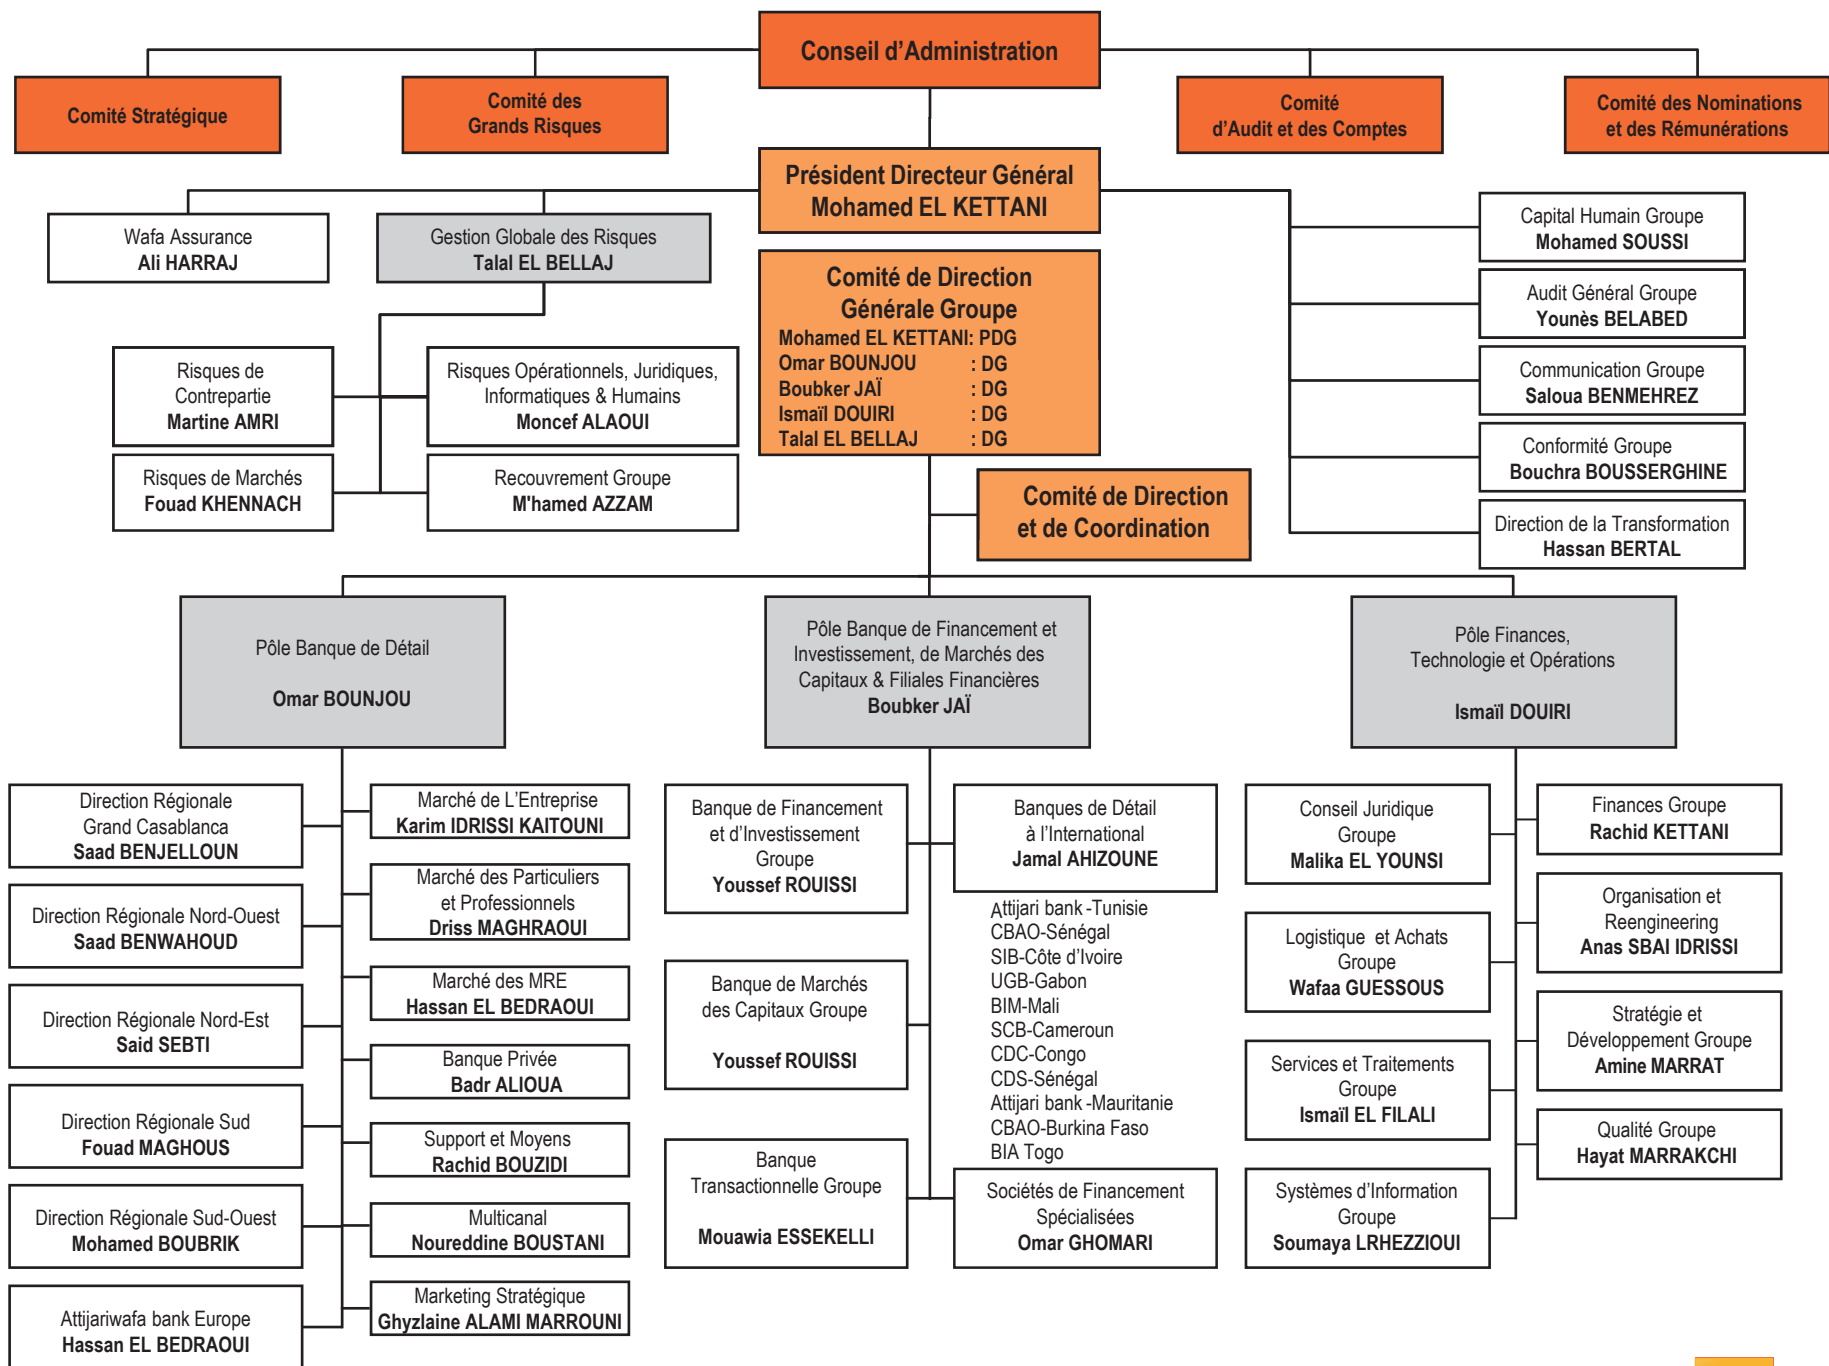 Conseil d'Administration
Comité Stratégique
Comité des
Grands Risques
Comité
d'Audit et des Comptes
Comité des Nominations
et des Rémunérations
Président Directeur Général
Mohamed EL KETTANI
Wafa Assurance
Ali HARRAJ
Gestion Globale des Risques
Talal EL BELLAJ
Capital Humain Groupe
Mohamed SOUSSI
Audit Général Groupe
Younès BELABED
Communication Groupe
Saloua BENMEHREZ
Conformité Groupe
Bouchra BOUSSERGHINE
Direction de la Transformation
Hassan BERTAL
Comité de Direction
Générale Groupe
Mohamed EL KETTANI: PDG
Omar BOUNJOU : DG
Boubker JAÏ : DG
Ismaïl DOUIRI : DG
Talal EL BELLAJ : DG
Risques de
Contrepartie
Martine AMRI
Risques Opérationnels, Juridiques,
Informatiques & Humains
Moncef ALAOUI
Risques de Marchés
Fouad KHENNACH
Recouvrement Groupe
M'hamed AZZAM
Comité de Direction
et de Coordination
Pôle Banque de Détail
Omar BOUNJOU
Pôle Banque de Financement et
Investissement, de Marchés des
Capitaux & Filiales Financières
Boubker JAÏ
Pôle Finances,
Technologie et Opérations
Ismaïl DOUIRI
Direction Régionale
Grand Casablanca
Saad BENJELLOUN
Direction Régionale Nord-Ouest
Saad BENWAHOUD
Direction Régionale Nord-Est
Said SEBTI
Direction Régionale Sud
Fouad MAGHOUS
Direction Régionale Sud-Ouest
Mohamed BOUBRIK
Attijariwafa bank Europe
Hassan EL BEDRAOUI
Marché de L'Entreprise
Karim IDRISSI KAITOUNI
Marché des Particuliers
et Professionnels
Driss MAGHRAOUI
Marché des MRE
Hassan EL BEDRAOUI
Banque Privée
Badr ALIOUA
Support et Moyens
Rachid BOUZIDI
Multicanal
Noureddine BOUSTANI
Marketing Stratégique
Ghyzlaine ALAMI MARROUNI
Banque de Financement
et d'Investissement
Groupe
Youssef ROUISSI
Banque de Marchés
des Capitaux Groupe
Youssef ROUISSI
Banque
Transactionnelle Groupe
Mouawia ESSEKELLI
Banques de Détail
à l'International
Jamal AHIZOUNE
Attijari bank -Tunisie
CBAO-Sénégal
SIB-Côte d'Ivoire
UGB-Gabon
BIM-Mali
SCB-Cameroun
CDC-Congo
CDS-Sénégal
Attijari bank -Mauritanie
CBAO-Burkina Faso
BIA Togo
Sociétés de Financement
Spécialisées
Omar GHOMARI
Conseil Juridique
Groupe
Malika EL YOUNSI
Logistique et Achats
Groupe
Wafaa GUESSOUS
Services et Traitements
Groupe
Ismaïl EL FILALI
Systèmes d'Information
Groupe
Soumaya LRHEZZIOUI
Finances Groupe
Rachid KETTANI
Organisation et
Reengineering
Anas SBAI IDRISSI
Stratégie et
Développement Groupe
Amine MARRAT
Qualité Groupe
Hayat MARRAKCHI